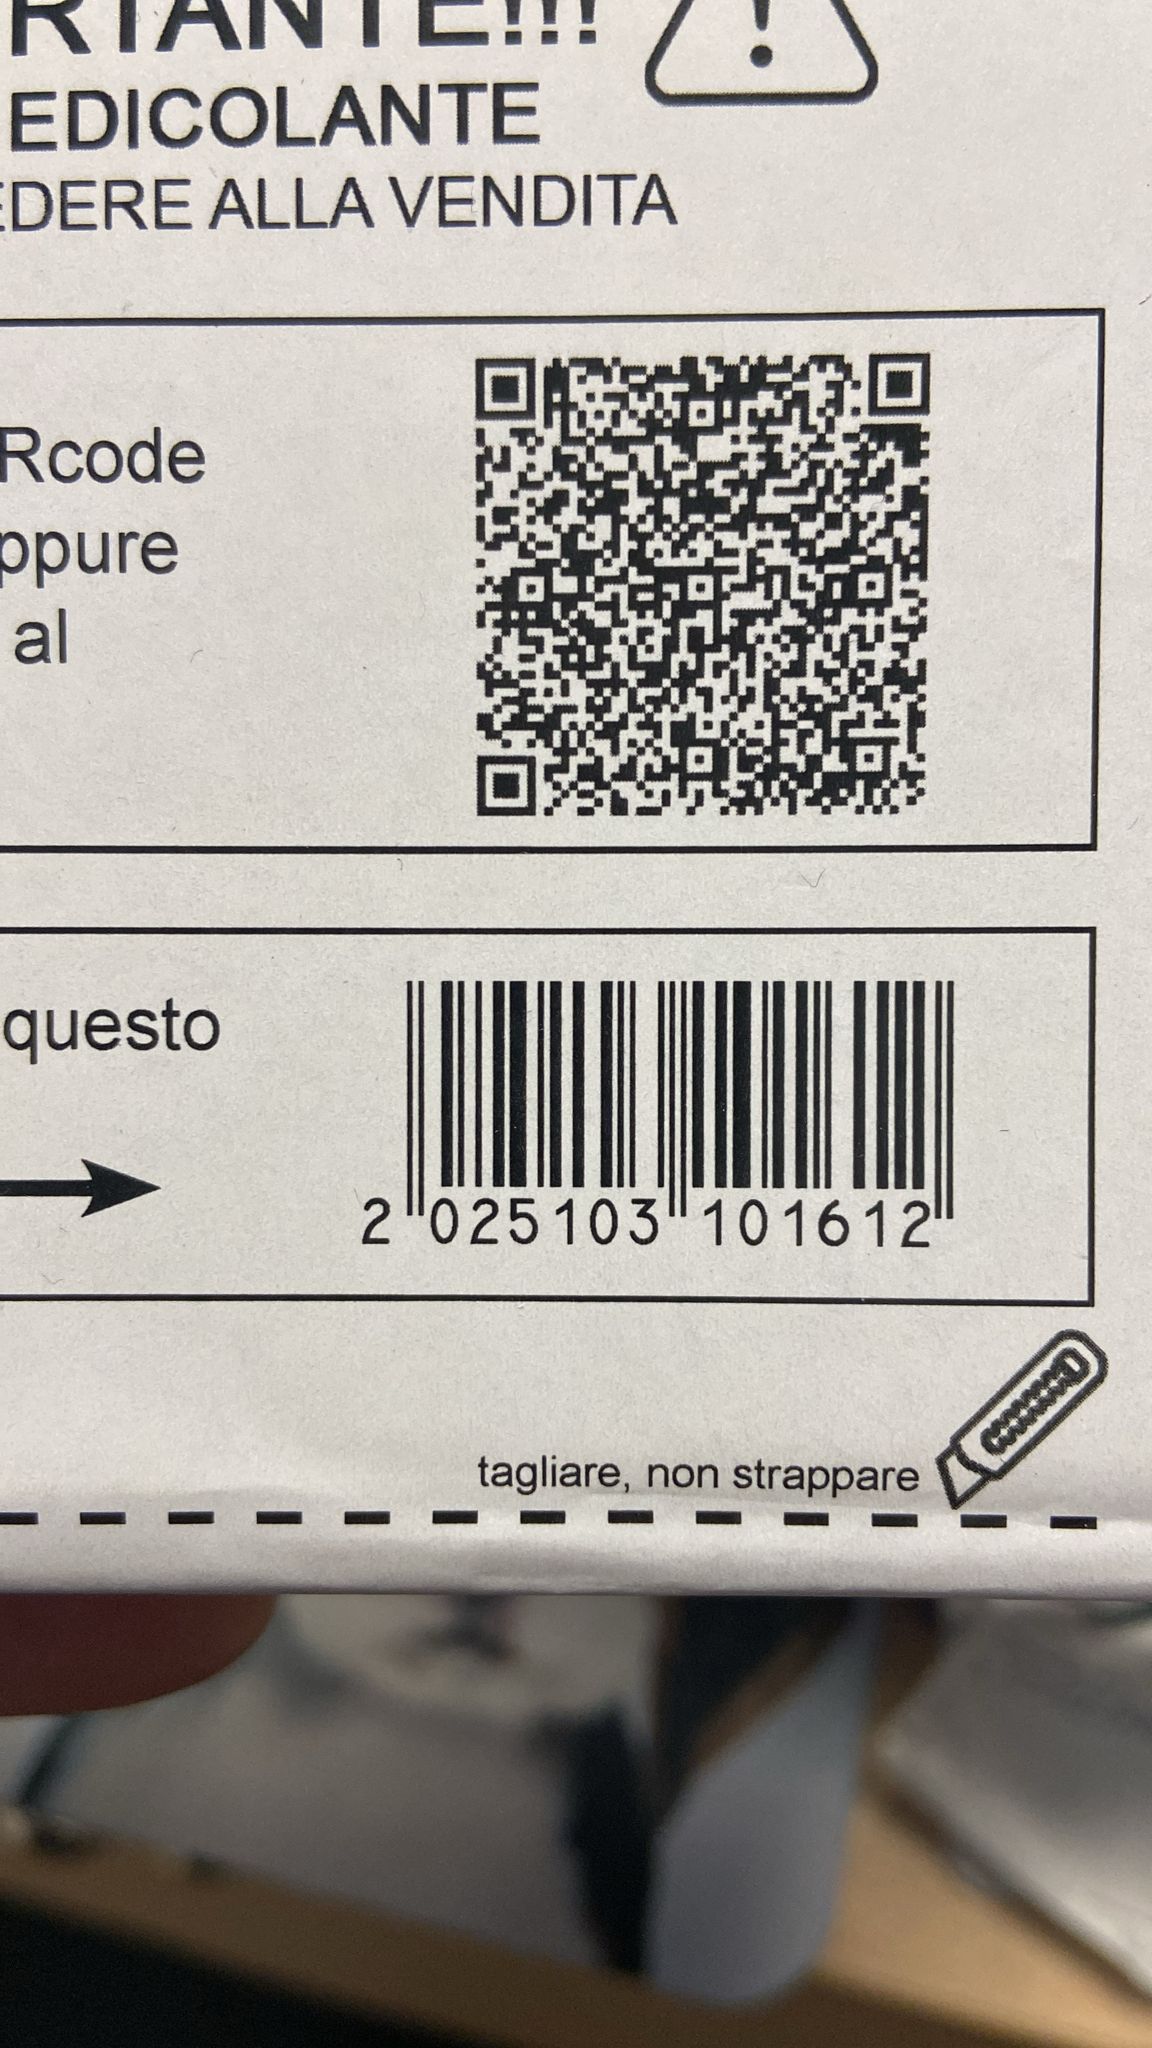 RTANTE!!!
EDICOLANTE
EDERE ALLA VENDITA
Rcode
ppure
al
questo
2 025103 101612
tagliare, non strappare